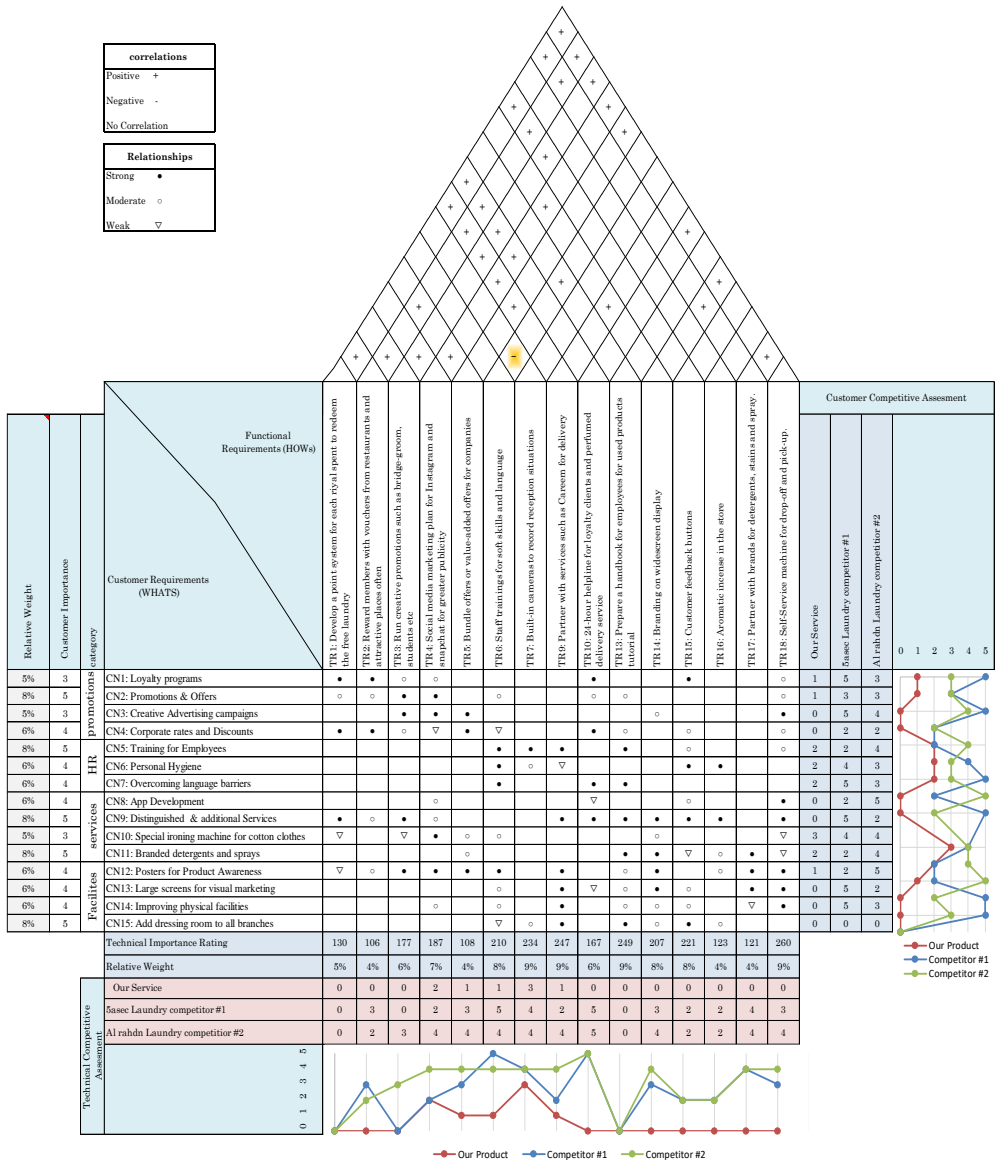 correlations
Positive +
Negative -
No Correlation
Relationships
Strong ●
Moderate ○
Weak ▽
+
+ +
+ +
+ +
+ +
+
+
+ +
+ + +
+ + +
+ +
+ + +
+ + + + − +
Functional Requirements (HOWs)
Customer Requirements (WHATS)
Relative Weight
Customer Importance
category
TR1: Develop a point system for each riyal spent to redeem the free laundry
TR2: Reward members with vouchers from restaurants and attractive places often
TR3: Run creative promotions such as bridge-groom, students etc
TR4: Social media marketing plan for Instagram and snapchat for greater publicity
TR5: Bundle offers or value-added offers for companies
TR6: Staff trainings for soft skills and language
TR7: Built-in cameras to record reception situations
TR9: Partner with services such as Careem for delivery
TR10: 24-hour helpline for loyalty clients and perfumed delivery service
TR13: Prepare a handbook for employees for used products tutorial
TR14: Branding on widescreen display
TR15: Customer feedback buttons
TR16: Aromatic incense in the store
TR17: Partner with brands for detergents, stains and spray.
TR18: Self-Service machine for drop-off and pick-up.
Customer Competitive Assesment
Our Service
5asec Laundry competitor #1
Al rahdn Laundry competitior #2
0 1 2 3 4 5
promotions
HR
services
Facilites
5% 3 CN1: Loyalty programs ● ● ○ ○ ● ● ○ 1 5 3
8% 5 CN2: Promotions & Offers ○ ○ ● ● ○ ○ ○ ○ 1 3 3
5% 3 CN3: Creative Advertising campaigns ● ● ● ○ ● 0 5 4
6% 4 CN4: Corporate rates and Discounts ● ● ○ ▽ ● ▽ ● ○ ○ ○ 0 2 2
8% 5 CN5: Training for Employees ● ● ● ● ○ ○ 2 2 4
6% 4 CN6: Personal Hygiene ● ○ ▽ ● ● 2 4 3
6% 4 CN7: Overcoming language barriers ● ● ● 2 5 3
6% 4 CN8: App Development ○ ▽ ○ ● 0 2 5
8% 5 CN9: Distinguished & additional Services ● ○ ● ○ ● ● ● ● ● ● ● 0 5 2
5% 3 CN10: Special ironing machine for cotton clothes ▽ ▽ ● ○ ○ ○ ▽ 3 4 4
8% 5 CN11: Branded detergents and sprays ○ ● ● ▽ ○ ● ▽ 2 2 4
6% 4 CN12: Posters for Product Awareness ▽ ○ ● ● ● ● ● ○ ● ○ ● ● 1 2 5
6% 4 CN13: Large screens for visual marketing ○ ● ▽ ○ ● ○ ● ● 0 5 2
6% 4 CN14: Improving physical facilities ○ ○ ● ○ ○ ○ ▽ ● 0 5 3
8% 5 CN15: Add dressing room to all branches ▽ ○ ● ● ○ ● ○ 0 0 0
Technical Importance Rating 130 106 177 187 108 210 234 247 167 249 207 221 123 121 260
Relative Weight 5% 4% 6% 7% 4% 8% 9% 9% 6% 9% 8% 8% 4% 4% 9%
Our Product
Competitor #1
Competitor #2
Technical Competitive Assesment
Our Service 0 0 0 2 1 1 3 1 0 0 0 0 0 0 0
5asec Laundry competitor #1 0 3 0 2 3 5 4 2 5 0 3 2 2 4 3
Al rahdn Laundry competitior #2 0 2 3 4 4 4 4 4 5 0 4 2 2 4 4
0 1 2 3 4 5
Our Product Competitor #1 Competitor #2